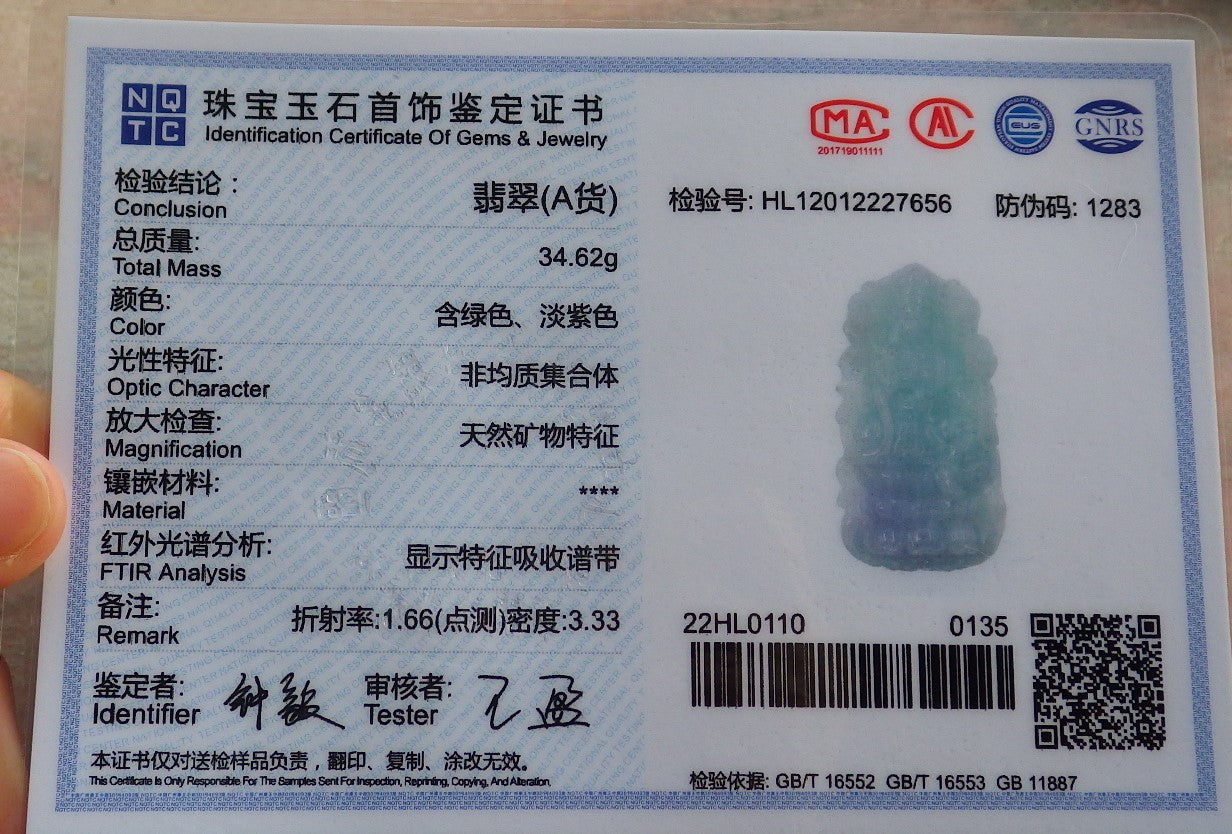 NQ
TC
珠宝玉石首饰鉴定证书
Identification Certificate Of Gems & Jewelry
检验结论：
翡翠(A货)
Conclusion
总质量:
34.62g
Total Mass
颜色:
含绿色、淡紫色
Color
光性特征:
非均质集合体
Optic Character
放大检查:
天然矿物特征
Magnification
镶嵌材料:
****
Material
红外光谱分析:
显示特征吸收谱带
FTIR Analysis
备注:
折射率:1.66(点测)密度:3.33
Remark
鉴定者:
Identifier
审核者:
Tester
本证书仅对送检样品负责，翻印、复制、涂改无效。
This Certificate Is Only Responsible For The Samples Sent For Inspection, Reprinting, Copying, And Alteration.
MA
201719011111
EUS
GNRS
检验号: HL12012227656
防伪码: 1283
22HL0110
0135
检验依据: GB/T 16552 GB/T 16553 GB 11887